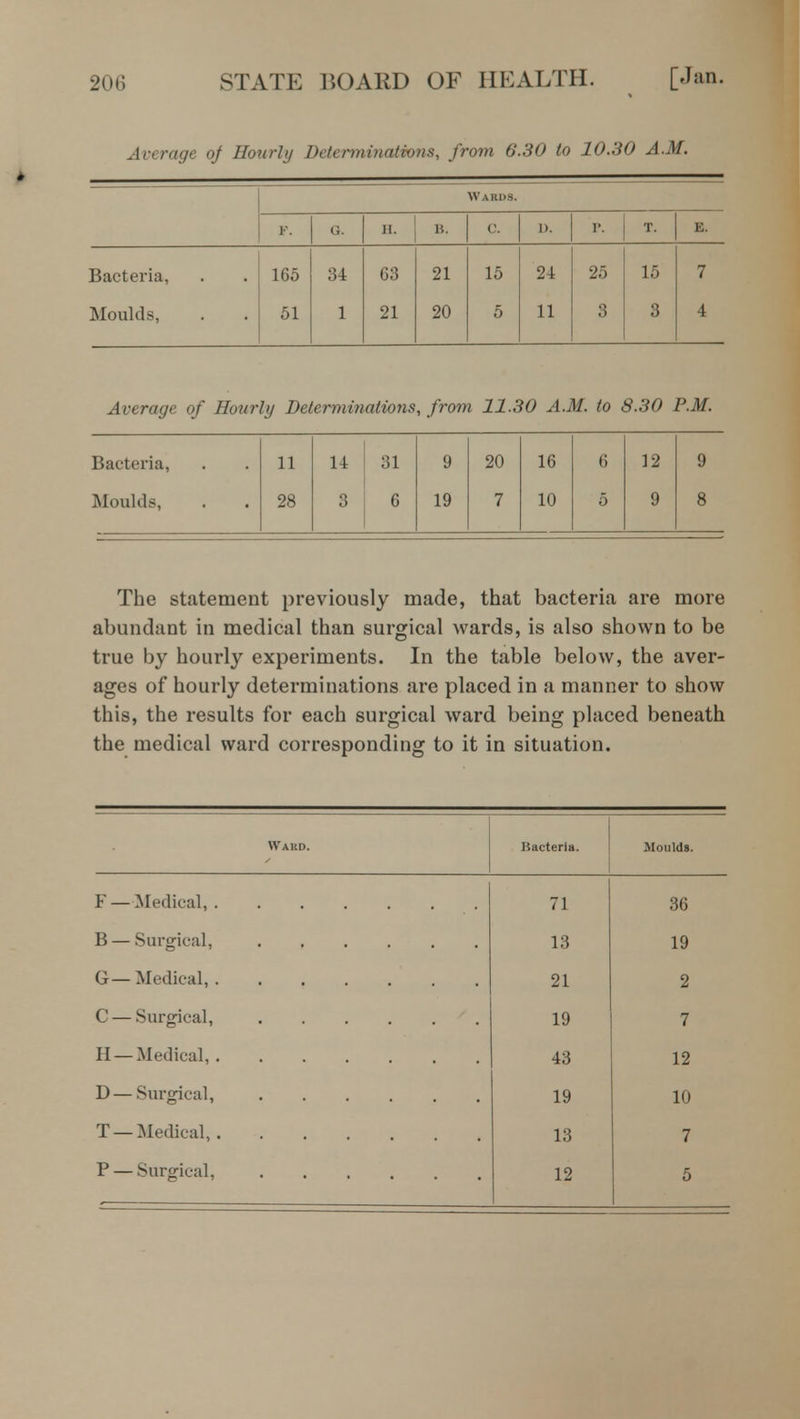 206 STATE BOARD OF HEALTH. [Jan.
Average of Hourly Determinations, from 6.30 to 10.30 A.M.
WARDS.
F. G. H. B. C. D. P. T. E.
Bacteria, . . 165 34 63 21 15 24 25 15 7
Moulds, . . 51 1 21 20 5 11 3 3 4
Average of Hourly Determinations, from 11.30 A.M. to 8.30 P.M.
Bacteria, . . 11 14 31 9 20 16 6 12 9
Moulds, . . 28 3 6 19 7 10 5 9 8
The statement previously made, that bacteria are more
abundant in medical than surgical wards, is also shown to be
true by hourly experiments. In the table below, the aver-
ages of hourly determinations are placed in a manner to show
this, the results for each surgical ward being placed beneath
the medical ward corresponding to it in situation.
WARD. Bacteria. Moulds.
F — Medical, . . . . . . . 71 36
B — Surgical, . . . . . . 13 19
G — Medical, . . . . . . . 21 2
C — Surgical, . . . . . . 19 7
H — Medical, . . . . . . . 43 12
D — Surgical, . . . . . . 19 10
T — Medical, . . . . . . . 13 7
P — Surgical, . . . . . . 12 5